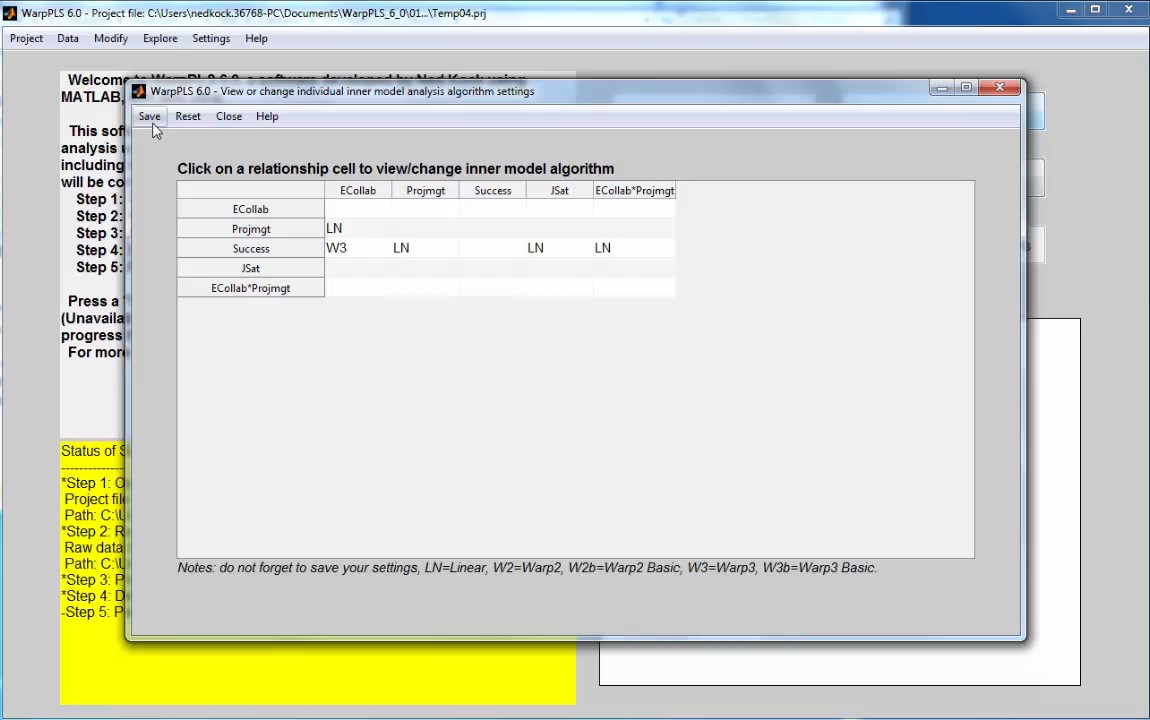 WarpPLS 6.0 - Project file: C:\Users\nedkock.36768-PC\Documents\WarpPLS_6_0\01...\Temp04.prj
Project Data Modify Explore Settings Help
Welcome
MATLAB,
WarpPLS 6.0 - View or change individual inner model analysis algorithm settings
Save Reset Close Help
This
analysis
including
will be
Step 1:
Step 2:
Step 3:
Step 4:
Step 5:
Press a
progress
For more
Click on a relationship cell to view/change inner model algorithm
ECollab Projmgt Success JSat ECollab*Projmgt
ECollab
Projmgt LN
Success W3 LN LN LN
JSat
ECollab*Projmgt
Notes: do not forget to save your settings, LN=Linear, W2=Warp2, W2b=Warp2 Basic, W3=Warp3, W3b=Warp3 Basic.
Status of
*Step 1:
Project file
Path:
*Step 2:
Raw data
Path:
*Step 3:
*Step 4:
-Step 5: